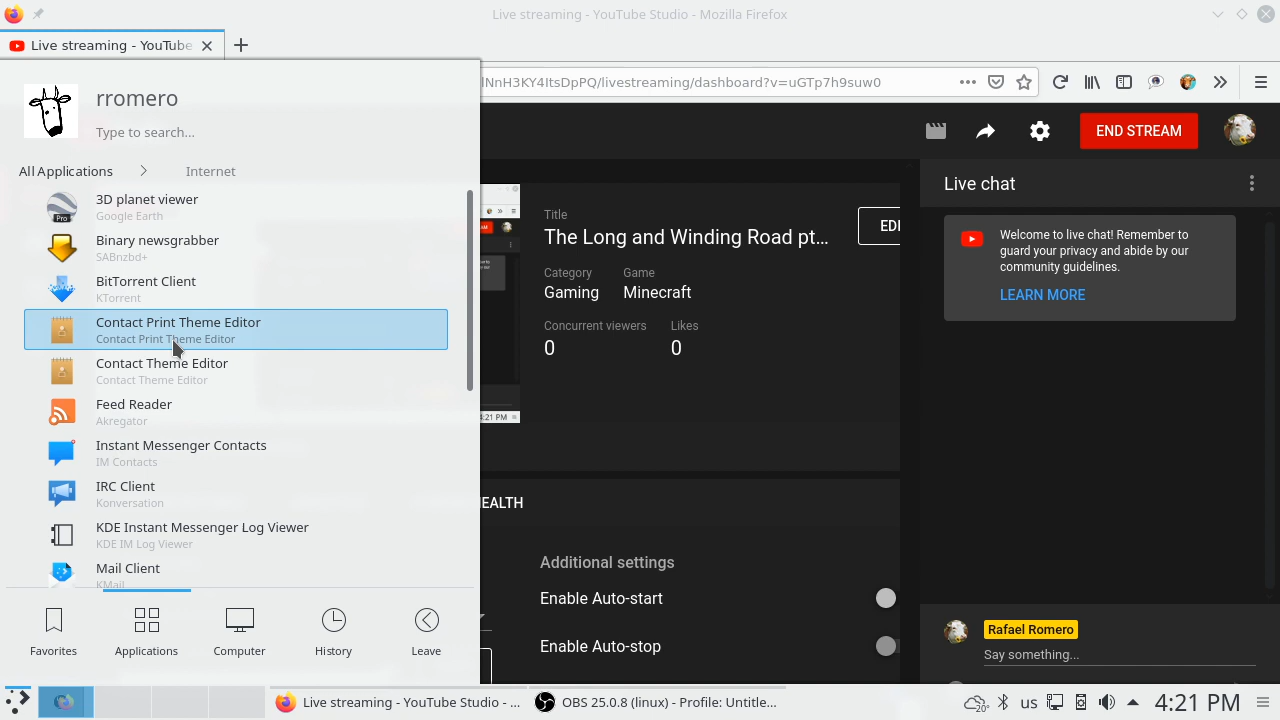 Live streaming - YouTube Studio - Mozilla Firefox
Live streaming - YouTube
lNnH3KY4ItsDpPQ/livestreaming/dashboard?v=uGTp7h9suw0
rromero
Type to search...
All Applications
Internet
3D planet viewer
Google Earth
Pro
Binary newsgrabber
SABnzbd+
BitTorrent Client
KTorrent
Contact Print Theme Editor
Contact Print Theme Editor
Contact Theme Editor
Contact Theme Editor
Feed Reader
Akregator
Instant Messenger Contacts
IM Contacts
IRC Client
Konversation
KDE Instant Messenger Log Viewer
KDE IM Log Viewer
Mail Client
KMail
Favorites
Applications
Computer
History
Leave
END STREAM
Title
The Long and Winding Road pt...
EDI
Category
Game
Gaming
Minecraft
Concurrent viewers
Likes
0
0
4:21 PM
EALTH
Additional settings
Enable Auto-start
Enable Auto-stop
Live chat
Welcome to live chat! Remember to
guard your privacy and abide by our
community guidelines.
LEARN MORE
Rafael Romero
Say something...
Live streaming - YouTube Studio - ...
OBS 25.0.8 (linux) - Profile: Untitle...
20°
us
4:21 PM